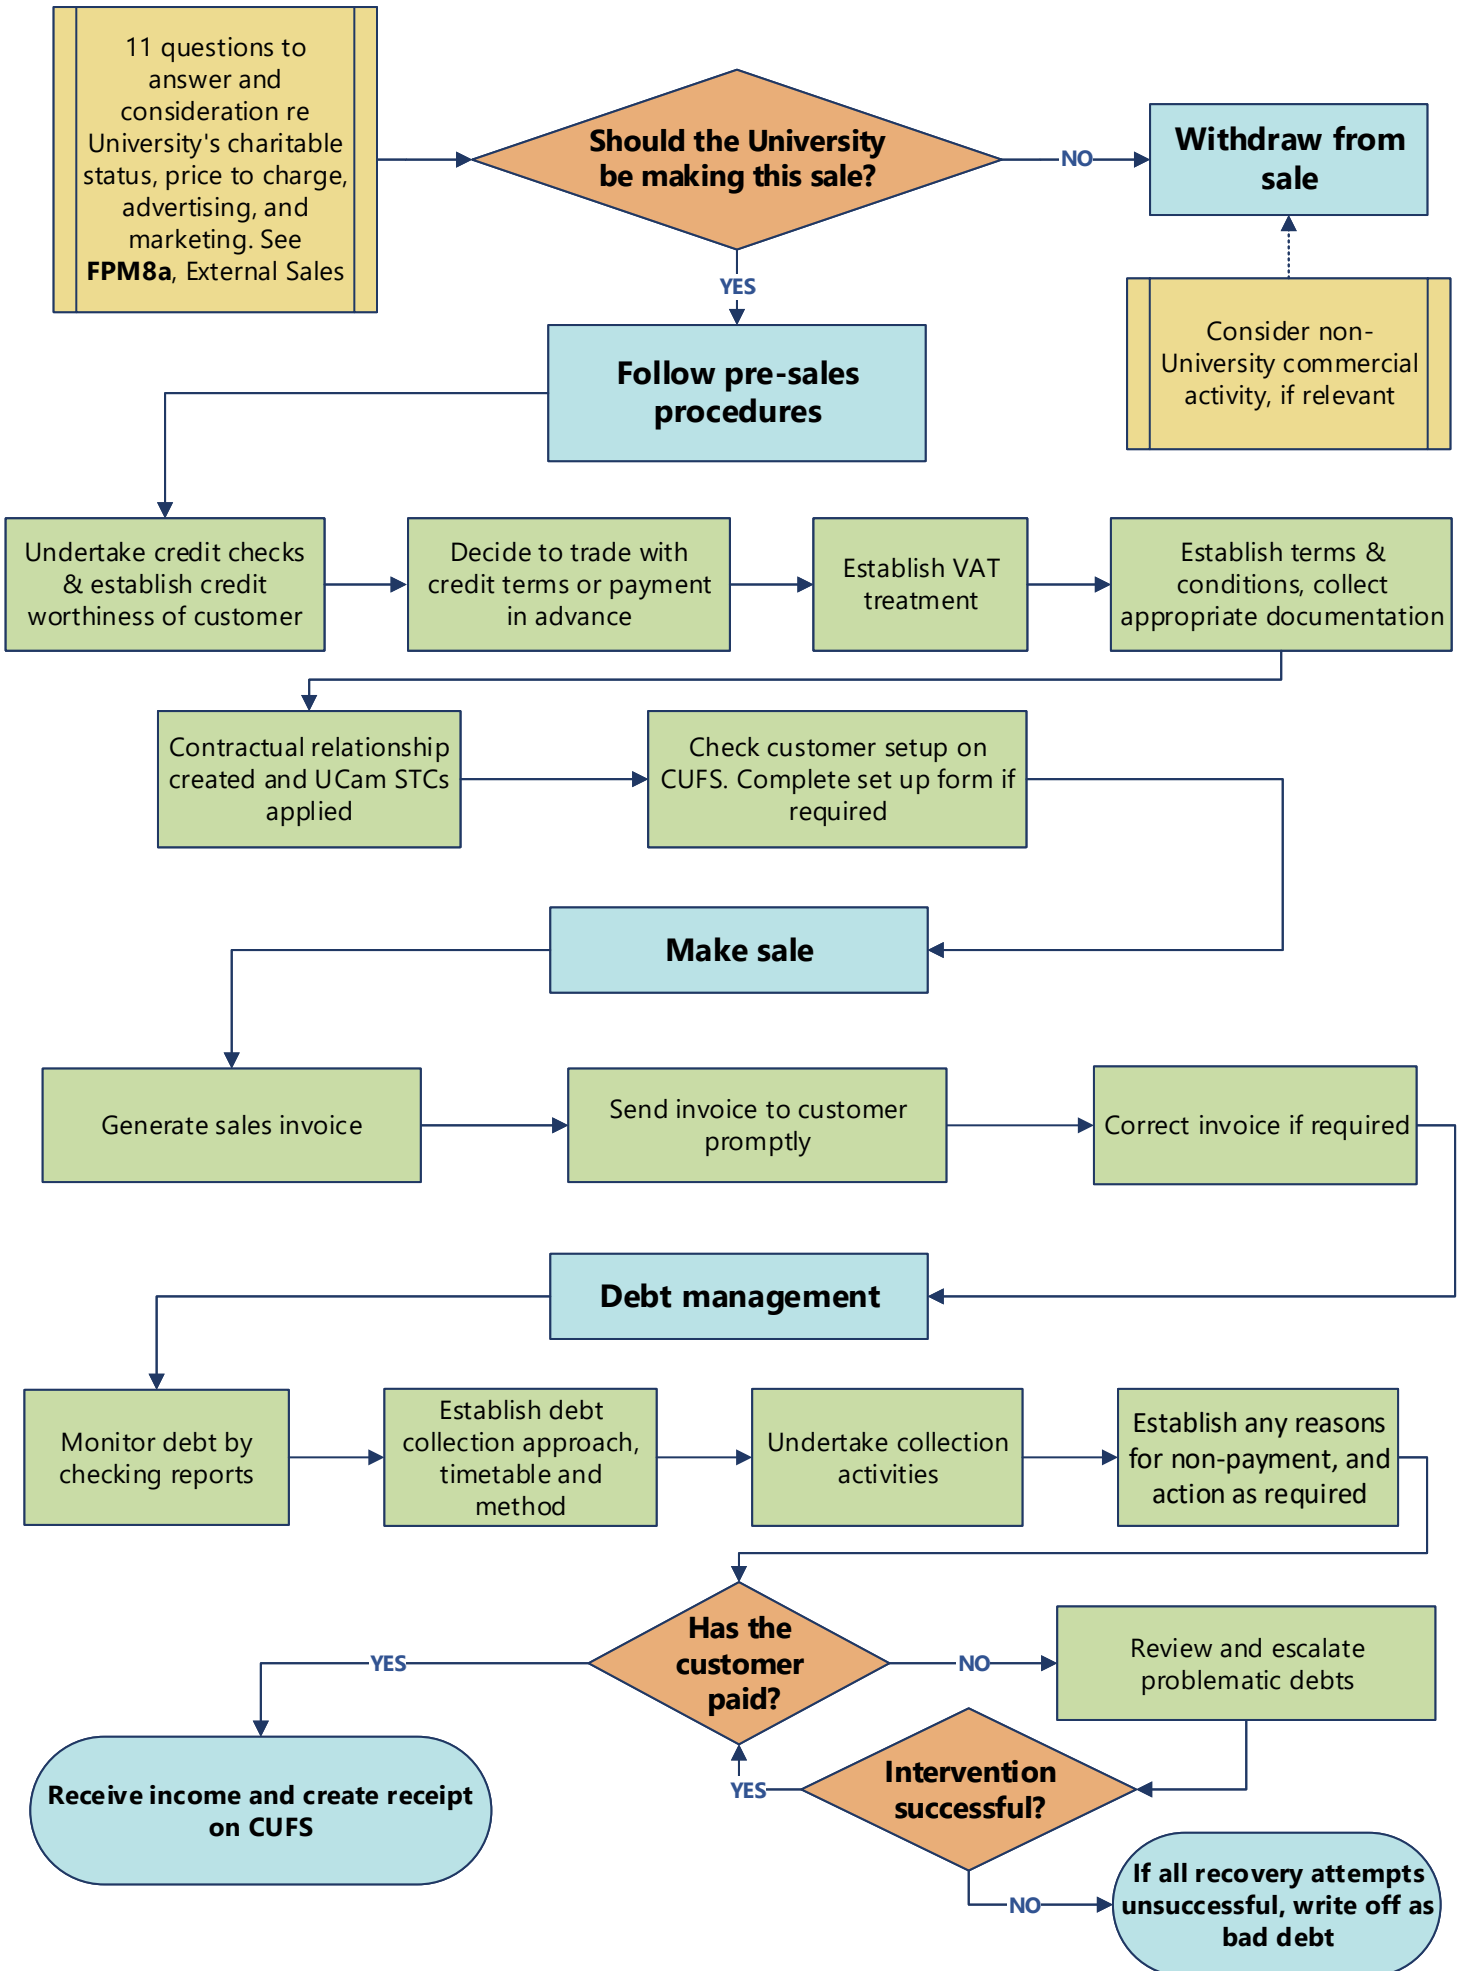 11 questions to
answer and
consideration re
University's charitable
status, price to charge,
advertising, and
marketing. See
FPM8a, External Sales
Should the University
be making this sale?
NO
Withdraw from
sale
YES
Consider non-
University commercial
activity, if relevant
Follow pre-sales
procedures
Undertake credit checks
& establish credit
worthiness of customer
Decide to trade with
credit terms or payment
in advance
Establish VAT
treatment
Establish terms &
conditions, collect
appropriate documentation
Contractual relationship
created and UCam STCs
applied
Check customer setup on
CUFS. Complete set up form if
required
Make sale
Generate sales invoice
Send invoice to customer
promptly
Correct invoice if required
Debt management
Monitor debt by
checking reports
Establish debt
collection approach,
timetable and
method
Undertake collection
activities
Establish any reasons
for non-payment, and
action as required
Has the
customer
paid?
YES
NO
Review and escalate
problematic debts
Receive income and create receipt
on CUFS
Intervention
successful?
YES
NO
If all recovery attempts
unsuccessful, write off as
bad debt